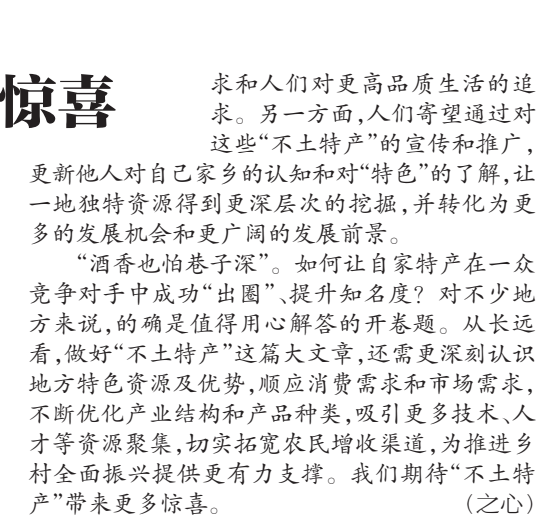 惊喜
求和人们对更高品质生活的追
求。另一方面,人们寄望通过对
这些“不土特产”的宣传和推广,
更新他人对自己家乡的认知和对“特色”的了解,让
一地独特资源得到更深层次的挖掘,并转化为更
多的发展机会和更广阔的发展前景。
“酒香也怕巷子深”。如何让自家特产在一众
竞争对手中成功“出圈”、提升知名度？对不少地
方来说,的确是值得用心解答的开卷题。从长远
看,做好“不土特产”这篇大文章,还需更深刻认识
地方特色资源及优势,顺应消费需求和市场需求,
不断优化产业结构和产品种类,吸引更多技术、人
才等资源聚集,切实拓宽农民增收渠道,为推进乡
村全面振兴提供更有力支撑。我们期待“不土特
产”带来更多惊喜。 （之心）